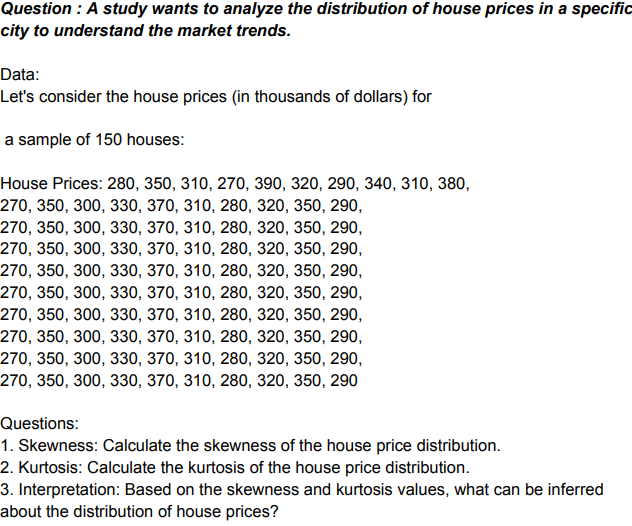 Question : A study wants to analyze the distribution of house prices in a specific
city to understand the market trends.
Data:
Let's consider the house prices (in thousands of dollars) for
a sample of 150 houses:
House Prices: 280, 350, 310, 270, 390, 320, 290, 340, 310, 380,
270, 350, 300, 330, 370, 310, 280, 320, 350, 290,
270, 350, 300, 330, 370, 310, 280, 320, 350, 290,
270, 350, 300, 330, 370, 310, 280, 320, 350, 290,
270, 350, 300, 330, 370, 310, 280, 320, 350, 290,
270, 350, 300, 330, 370, 310, 280, 320, 350, 290,
270, 350, 300, 330, 370, 310, 280, 320, 350, 290,
270, 350, 300, 330, 370, 310, 280, 320, 350, 290,
270, 350, 300, 330, 370, 310, 280, 320, 350, 290,
270, 350, 300, 330, 370, 310, 280, 320, 350, 290
Questions:
1. Skewness: Calculate the skewness of the house price distribution.
2. Kurtosis: Calculate the kurtosis of the house price distribution.
3. Interpretation: Based on the skewness and kurtosis values, what can be inferred
about the distribution of house prices?